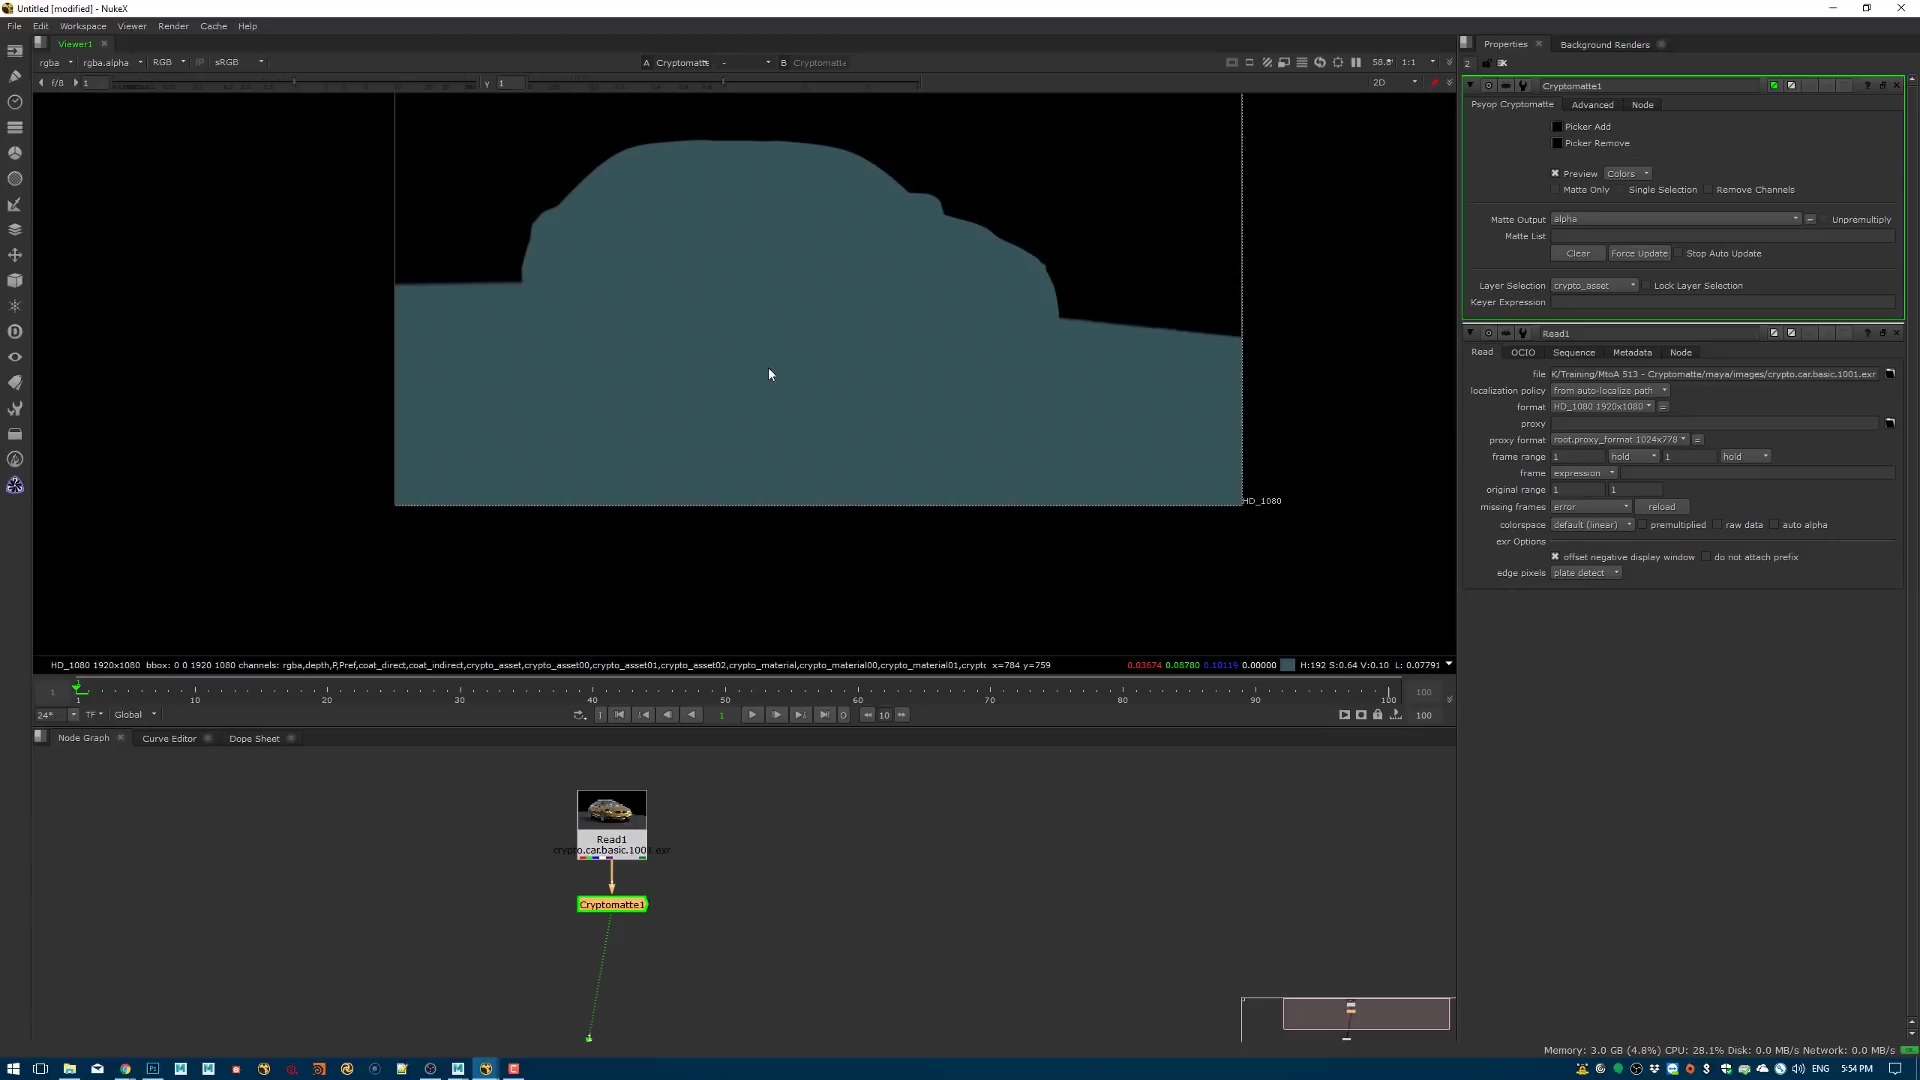 Untitled [modified] - NukeX
File Edit Workspace Viewer Render Cache Help
Viewer1
rgba rgba.alpha RGB IP sRGB A Cryptomatte - B Cryptomatte 58.8* 1:1
f/8 1 y 1 2D
HD_1080
HD_1080 1920x1080 bbox: 0 0 1920 1080 channels: rgba,depth,P,Pref,coat_direct,coat_indirect,crypto_asset,crypto_asset00,crypto_asset01,crypto_asset02,crypto_material,crypto_material00,crypto_material01,crypto x=784 y=759 0.03674 0.08780 0.10119 0.00000 H:192 S:0.64 V:0.10 L: 0.07791
1 1 10 20 30 40 50 60 70 80 90 100 100
24* TF Global 1 10 100
Node Graph Curve Editor Dope Sheet
Read1
crypto.car.basic.1001.exr
Cryptomatte1
Properties Background Renders
2
Cryptomatte1
Psyop Cryptomatte Advanced Node
Picker Add
Picker Remove
Preview Colors
Matte Only Single Selection Remove Channels
Matte Output alpha Unpremultiply
Matte List
Clear Force Update Stop Auto Update
Layer Selection crypto_asset Lock Layer Selection
Keyer Expression
Read1
Read OCIO Sequence Metadata Node
file K/Training/MtoA 513 - Cryptomatte/maya/images/crypto.car.basic.1001.exr
localization policy from auto-localize path
format HD_1080 1920x1080 =
proxy
proxy format root.proxy_format 1024x778 =
frame range 1 hold 1 hold
frame expression
original range 1 1
missing frames error reload
colorspace default (linear) premultiplied raw data auto alpha
exr Options
offset negative display window do not attach prefix
edge pixels plate detect
Memory: 3.0 GB (4.8%) CPU: 28.1% Disk: 0.0 MB/s Network: 0.0 MB/s
ENG 5:54 PM